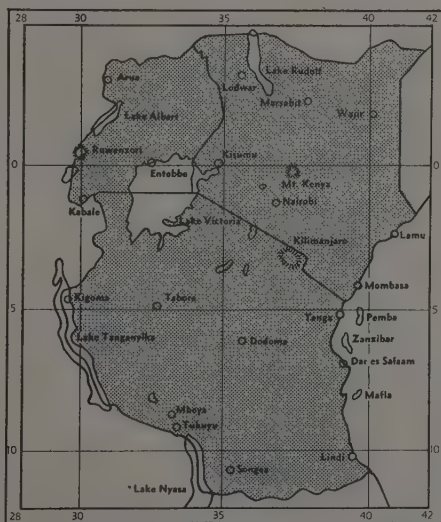 28 30 35 40 42
Arua
Lodwar
Lake Rudolf
Marsabit
Wajir
Lake Albert
Ruwenzori
0 0
Entebbe
Kisumu
Mt. Kenya
Kabale
Nairobi
Lake Victoria
Lamu
Kilimanjaro
Mombasa
Kigoma
Tabora
5 5
Tanga
Pemba
Lake Tanganyika
Dodoma
Zanzibar
Dar es Salaam
Mbeya
Mafia
Tukuyu
10 10
Lindi
Songea
Lake Nyasa
28 30 35 40 42